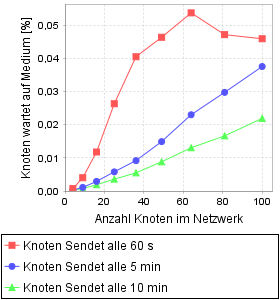 Knoten wartet auf Medium [%]
0,05
0,04
0,03
0,02
0,01
0,00
0 20 40 60 80 100
Anzahl Knoten im Netzwerk
Knoten Sendet alle 60 s
Knoten Sendet alle 5 min
Knoten Sendet alle 10 min